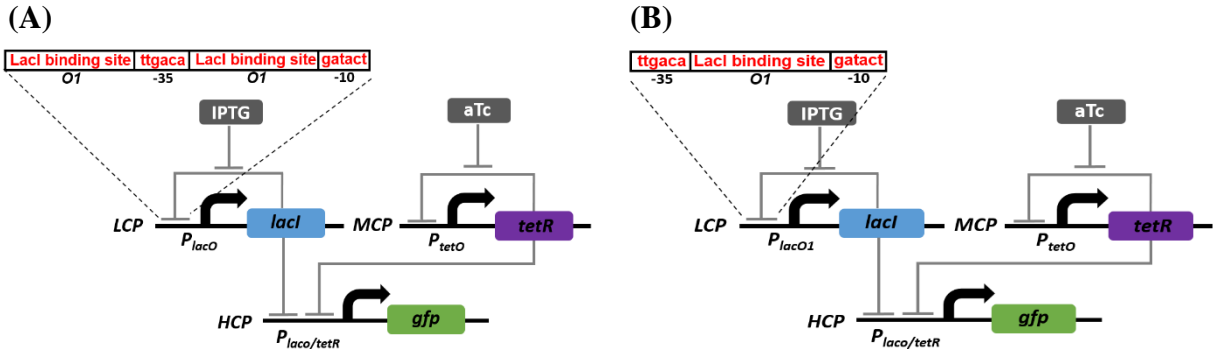 (A)
LacI binding site ttgaca LacI binding site gatact
O1 -35 O1 -10
IPTG
aTc
LCP
lacI
MCP
tetR
PlacO
PtetO
HCP
gfp
Placo/tetR
(B)
ttgaca LacI binding site gatact
-35 O1 -10
IPTG
aTc
LCP
lacI
MCP
tetR
PlacO1
PtetO
HCP
gfp
Placo/tetR